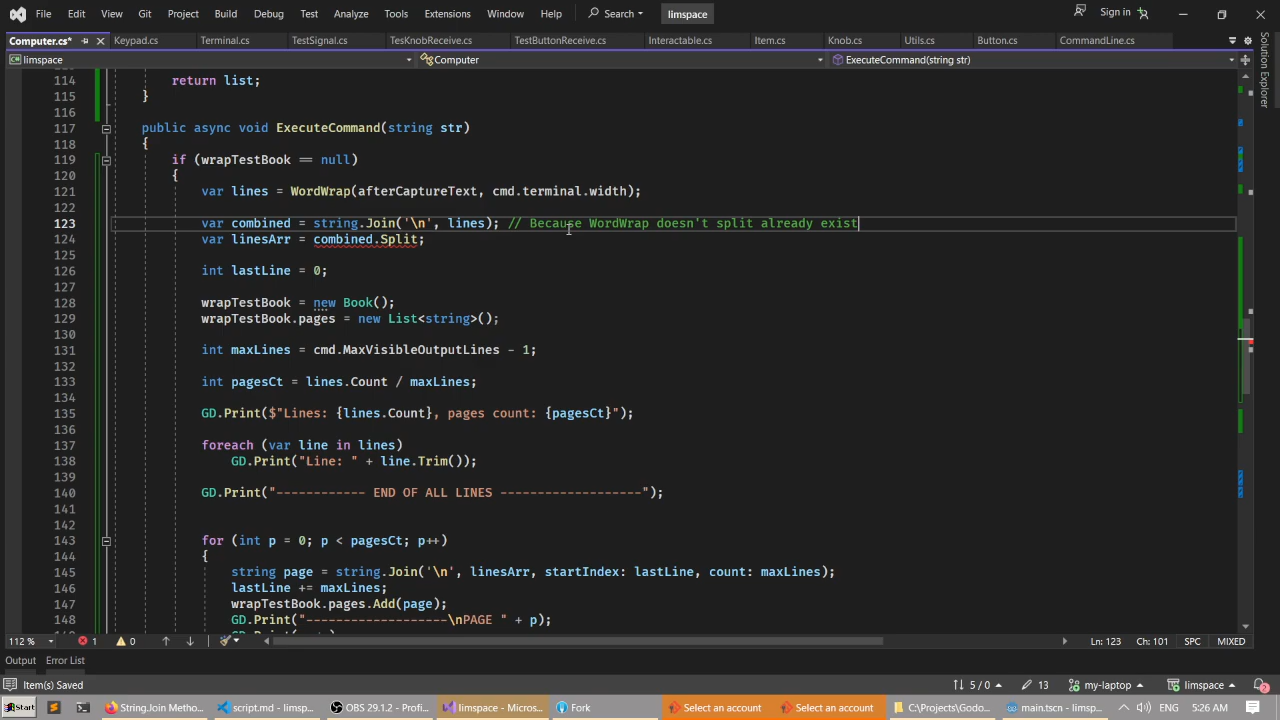 File Edit View Git Project Build Debug Test Analyze Tools Extensions Window Help Search limspace Sign in
Computer.cs* Keypad.cs Terminal.cs TestSignal.cs TesKnobReceive.cs TestButtonReceive.cs Interactable.cs Item.cs Knob.cs Utils.cs Button.cs CommandLine.cs
limspace Computer ExecuteCommand(string str)
Solution Explorer
114 return list;
115 }
116
117 public async void ExecuteCommand(string str)
118 {
119 if (wrapTestBook == null)
120 {
121 var lines = WordWrap(afterCaptureText, cmd.terminal.width);
122
123 var combined = string.Join('\n', lines); // Because WordWrap doesn't split already exist
124 var linesArr = combined.Split;
125
126 int lastLine = 0;
127
128 wrapTestBook = new Book();
129 wrapTestBook.pages = new List<string>();
130
131 int maxLines = cmd.MaxVisibleOutputLines - 1;
132
133 int pagesCt = lines.Count / maxLines;
134
135 GD.Print($"Lines: {lines.Count}, pages count: {pagesCt}");
136
137 foreach (var line in lines)
138 GD.Print("Line: " + line.Trim());
139
140 GD.Print("------------ END OF ALL LINES -------------------");
141
142
143 for (int p = 0; p < pagesCt; p++)
144 {
145 string page = string.Join('\n', linesArr, startIndex: lastLine, count: maxLines);
146 lastLine += maxLines;
147 wrapTestBook.pages.Add(page);
148 GD.Print("-------------------\nPAGE " + p);
112 % 1 0 Ln: 123 Ch: 101 SPC MIXED
Output Error List
Item(s) Saved 5 / 0 13 my-laptop limspace 2
Start String.Join Metho... script.md - limsp... OBS 29.1.2 - Profi... limspace - Micros... Fork Select an account Select an account C:\Projects\Godo... main.tscn - limsp... ENG 5:26 AM